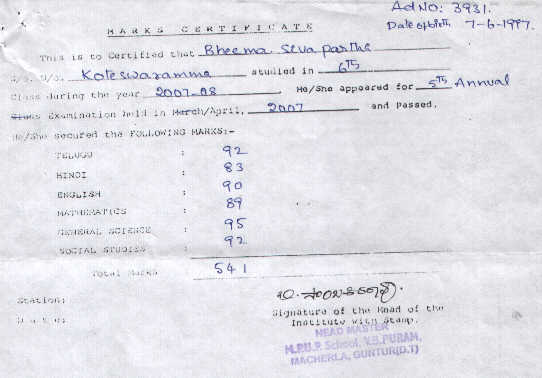 AdNO: 3931.
MARKS CERTIFICATE
Date of birth 7-6-1997.
This is to Certified that Bheema Siva Partha
S/o. D/o. Koteswaramma studied in 6th
Class during the year 2007-08 He/She appeared for 5th Annual
Class Examination held in March/April, 2007 and Passed.
He/She secured the FOLLOWING MARKS:-
TELUGU : 92
HINDI : 83
ENGLISH : 90
MATHEMATICS : 89
GENERAL SCIENCE : 95
SOCIAL STUDIES : 92
Total Marks 541
Station:
Date:
Signature of the Head of the
Institute with Stamp.
HEAD MASTER
M.P.U.P. School, V.B.PURAM,
MACHERLA, GUNTUR(D.T)